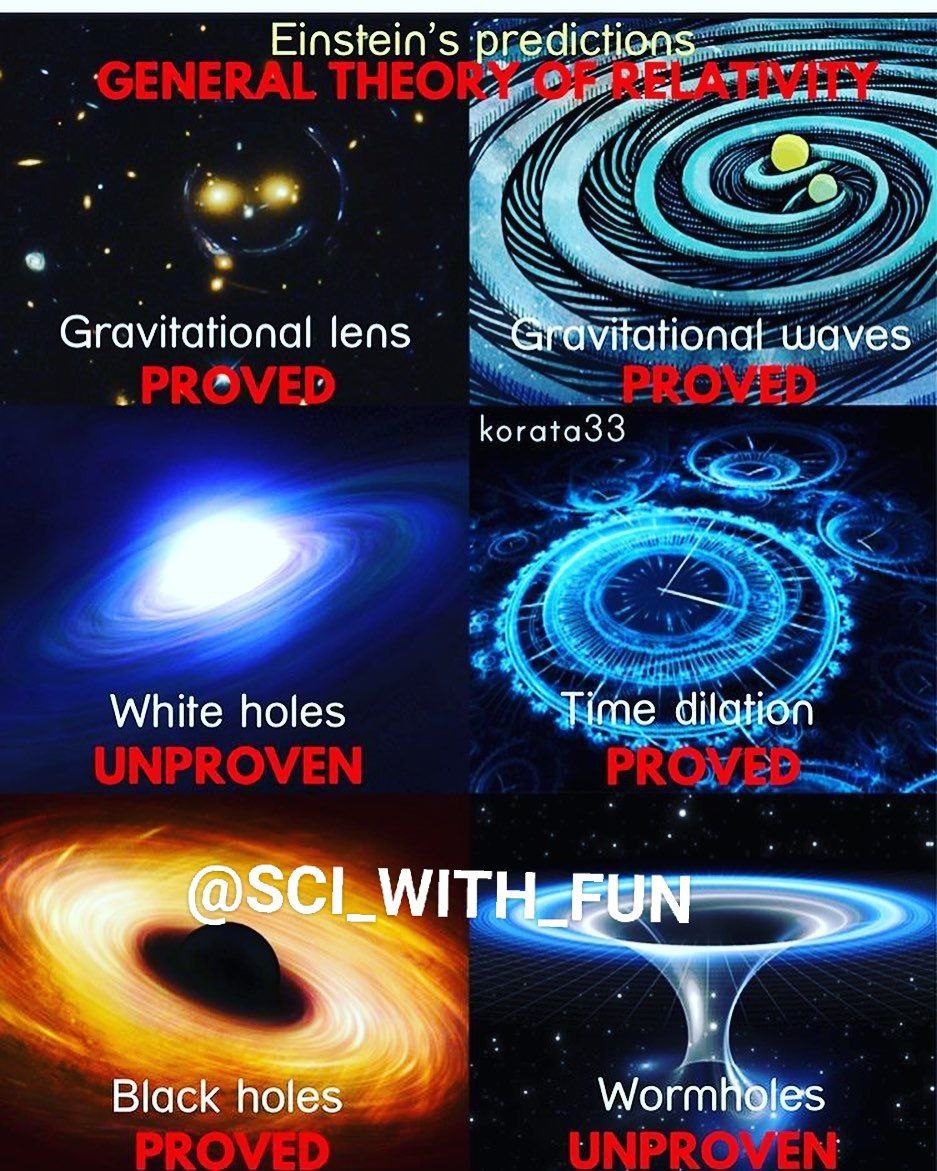 Einstein's predictions
GENERAL THEORY OF RELATIVITY
Gravitational lens
PROVED
Gravitational waves
PROVED
korata33
White holes
UNPROVEN
Time dilation
PROVED
@SCI_WITH_FUN
Black holes
PROVED
Wormholes
UNPROVEN